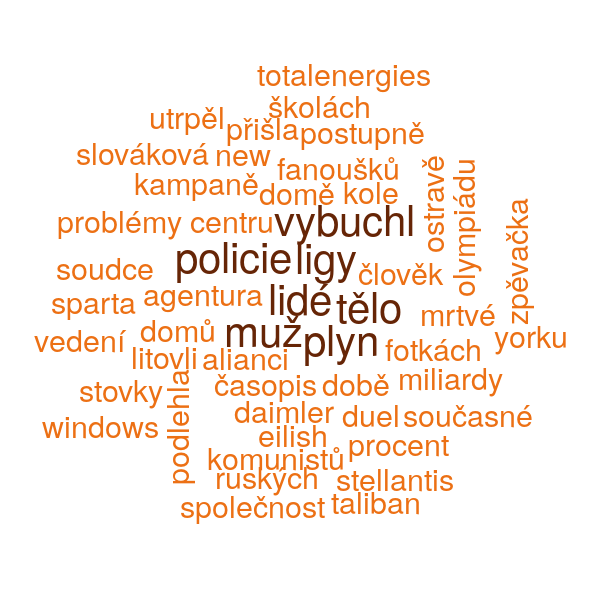 totalenergies
školách
utrpěl
přišla
postupně
slováková
new
fanoušků
kampaně
domě
kole
ostravě
olympiádu
problémy
centru
vybuchl
zpěvačka
policie
ligy
soudce
člověk
sparta
agentura
lidé
tělo
mrtvé
vedení
domů
muž
plyn
yorku
litovli
alianci
fotkách
stovky
podlehla
časopis
době
miliardy
windows
daimler
duel
současné
eilish
procent
komunistů
ruských
stellantis
společnost
taliban